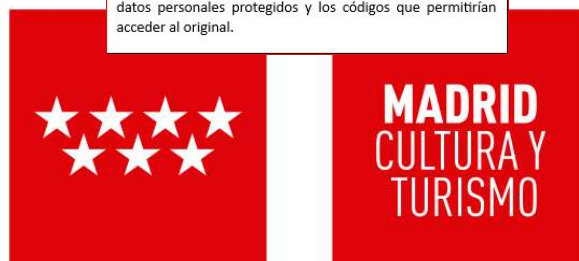 datos personales protegidos y los códigos que permitirían
acceder al original.
MADRID
CULTURA Y
TURISMO